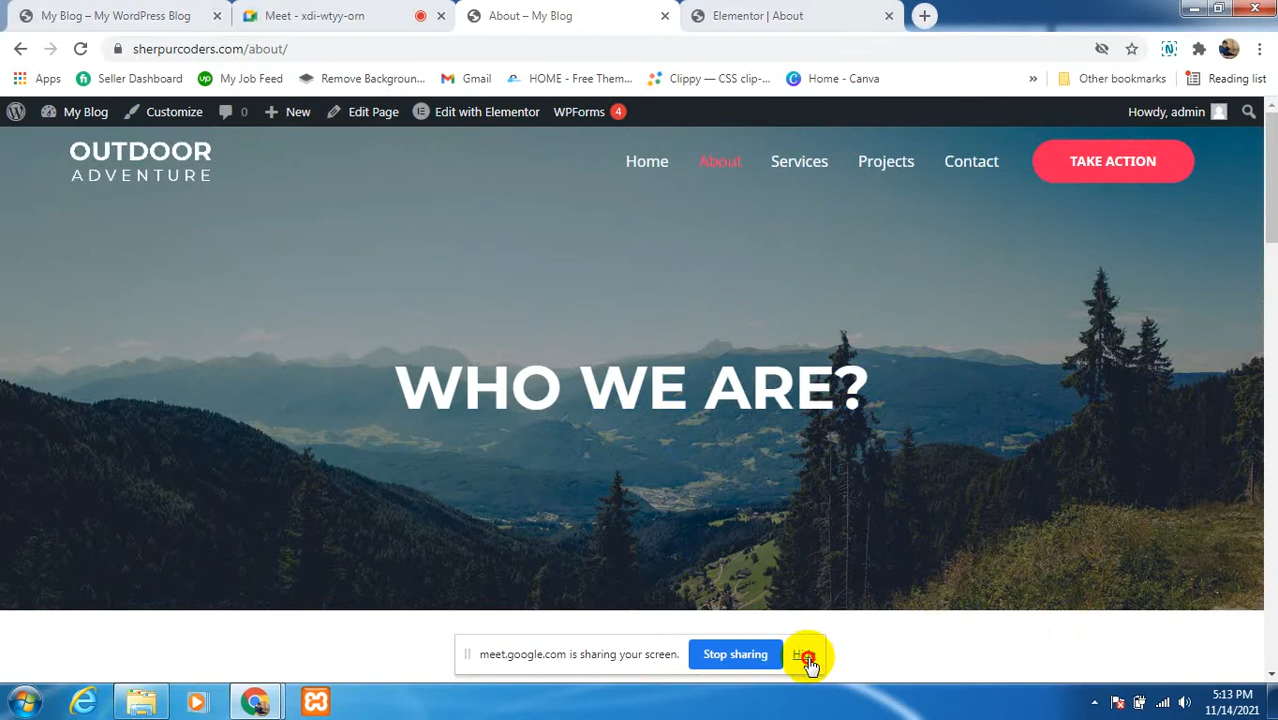 My Blog – My WordPress Blog
Meet - xdi-wtyy-orn
About – My Blog
Elementor | About
sherpurcoders.com/about/
Apps
Seller Dashboard
My Job Feed
Remove Backgroun...
Gmail
HOME - Free Them...
Clippy — CSS clip-...
Home - Canva
»
Other bookmarks
Reading list
My Blog
Customize
0
New
Edit Page
Edit with Elementor
WPForms 4
Howdy, admin
OUTDOOR
ADVENTURE
Home
About
Services
Projects
Contact
TAKE ACTION
WHO WE ARE?
meet.google.com is sharing your screen.
Stop sharing
5:13 PM
11/14/2021